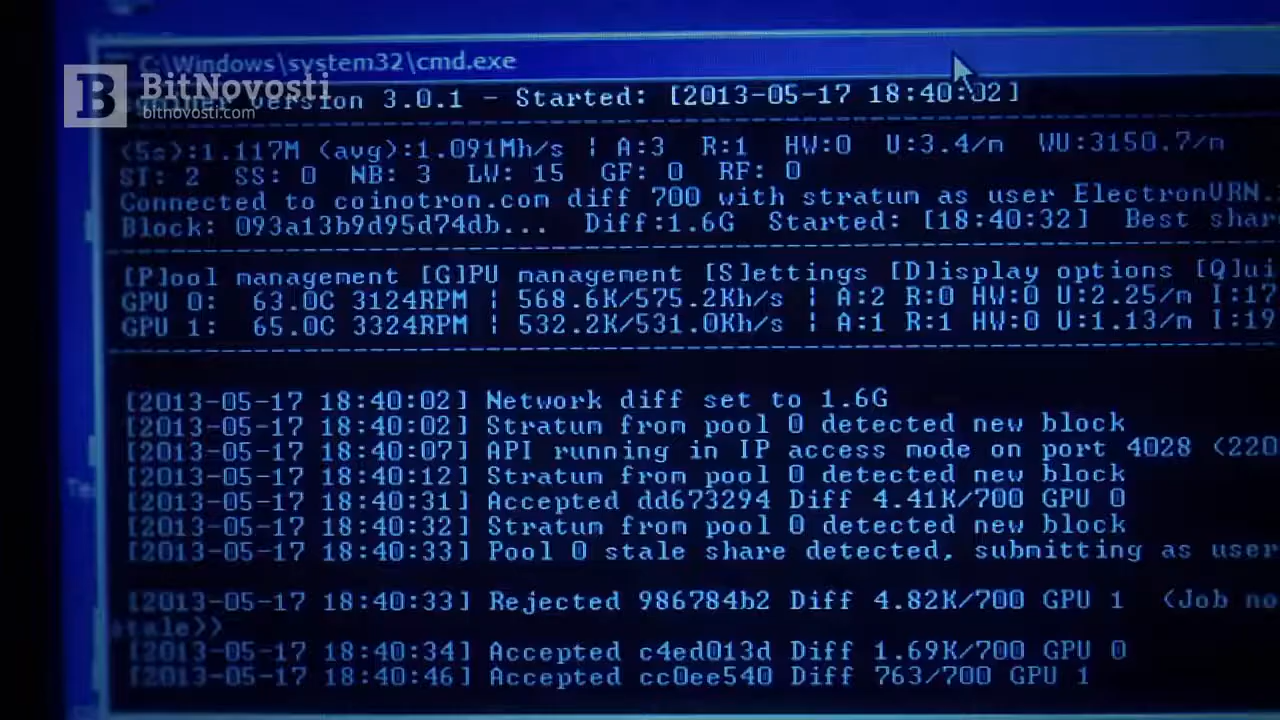 C:\Windows\system32\cmd.exe
BitNovosti
bitnovosti.com
version 3.0.1 - Started: [2013-05-17 18:40:02]
(5s):1.117M (avg):1.091Mh/s | A:3 R:1 HW:0 U:3.4/m WU:3150.7/m
ST: 2 SS: 0 NB: 3 LW: 15 GF: 0 RF: 0
Connected to coinotron.com diff 700 with stratum as user ElectronVRN.
Block: 093a13b9d95d74db... Diff:1.6G Started: [18:40:32] Best shar
[P]ool management [G]PU management [S]ettings [D]isplay options [Q]ui
GPU 0: 63.0C 3124RPM | 568.6K/575.2Kh/s | A:2 R:0 HW:0 U:2.25/m I:17
GPU 1: 65.0C 3324RPM | 532.2K/531.0Kh/s | A:1 R:1 HW:0 U:1.13/m I:19
[2013-05-17 18:40:02] Network diff set to 1.6G
[2013-05-17 18:40:02] Stratum from pool 0 detected new block
[2013-05-17 18:40:07] API running in IP access mode on port 4028 (220
[2013-05-17 18:40:12] Stratum from pool 0 detected new block
[2013-05-17 18:40:31] Accepted dd673294 Diff 4.41K/700 GPU 0
[2013-05-17 18:40:32] Stratum from pool 0 detected new block
[2013-05-17 18:40:33] Pool 0 stale share detected, submitting as user
[2013-05-17 18:40:33] Rejected 986784b2 Diff 4.82K/700 GPU 1 (Job no
tale))
[2013-05-17 18:40:34] Accepted c4ed013d Diff 1.69K/700 GPU 0
[2013-05-17 18:40:46] Accepted cc0ee540 Diff 763/700 GPU 1